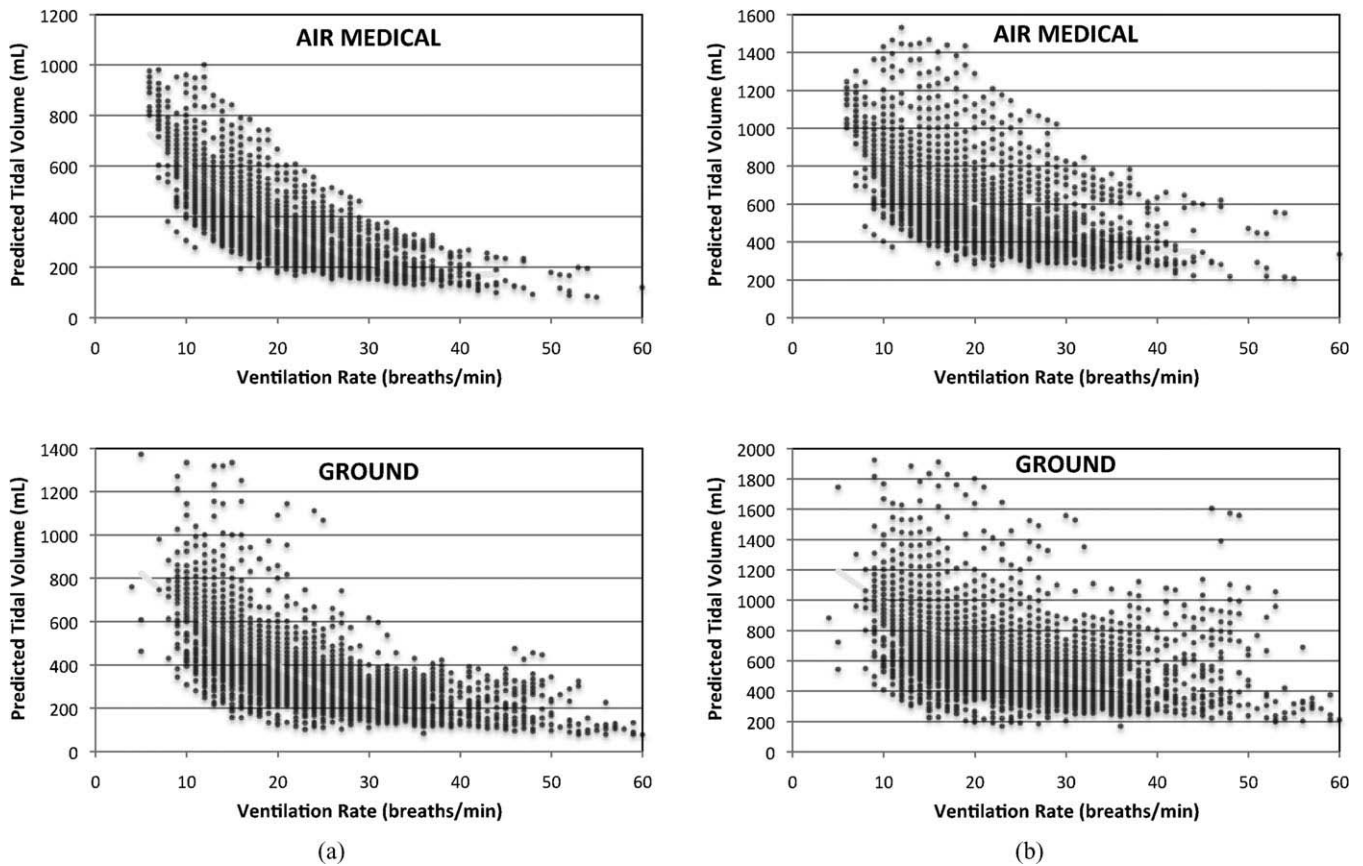 AIR MEDICAL
Predicted Tidal Volume (mL)
1200
1000
800
600
400
200
0
0 10 20 30 40 50 60
Ventilation Rate (breaths/min)
AIR MEDICAL
Predicted Tidal Volume (mL)
1600
1400
1200
1000
800
600
400
200
0
0 10 20 30 40 50 60
Ventilation Rate (breaths/min)
GROUND
Predicted Tidal Volume (mL)
1400
1200
1000
800
600
400
200
0
0 10 20 30 40 50 60
Ventilation Rate (breaths/min)
(a)
GROUND
Predicted Tidal Volume (mL)
2000
1800
1600
1400
1200
1000
800
600
400
200
0
0 10 20 30 40 50 60
Ventilation Rate (breaths/min)
(b)